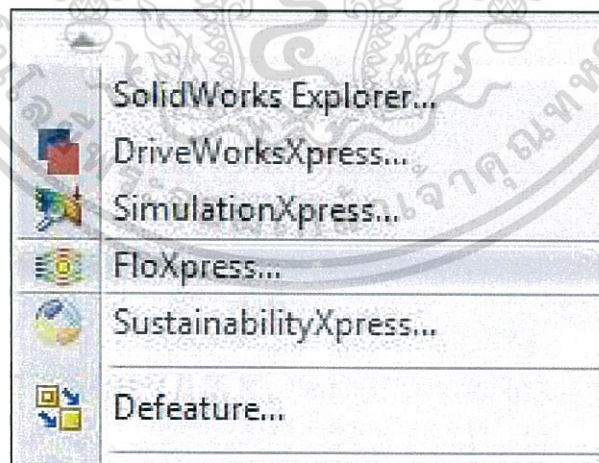 SolidWorks Explorer...
DriveWorksXpress...
SimulationXpress...
FloXpress...
SustainabilityXpress...
Defeature...